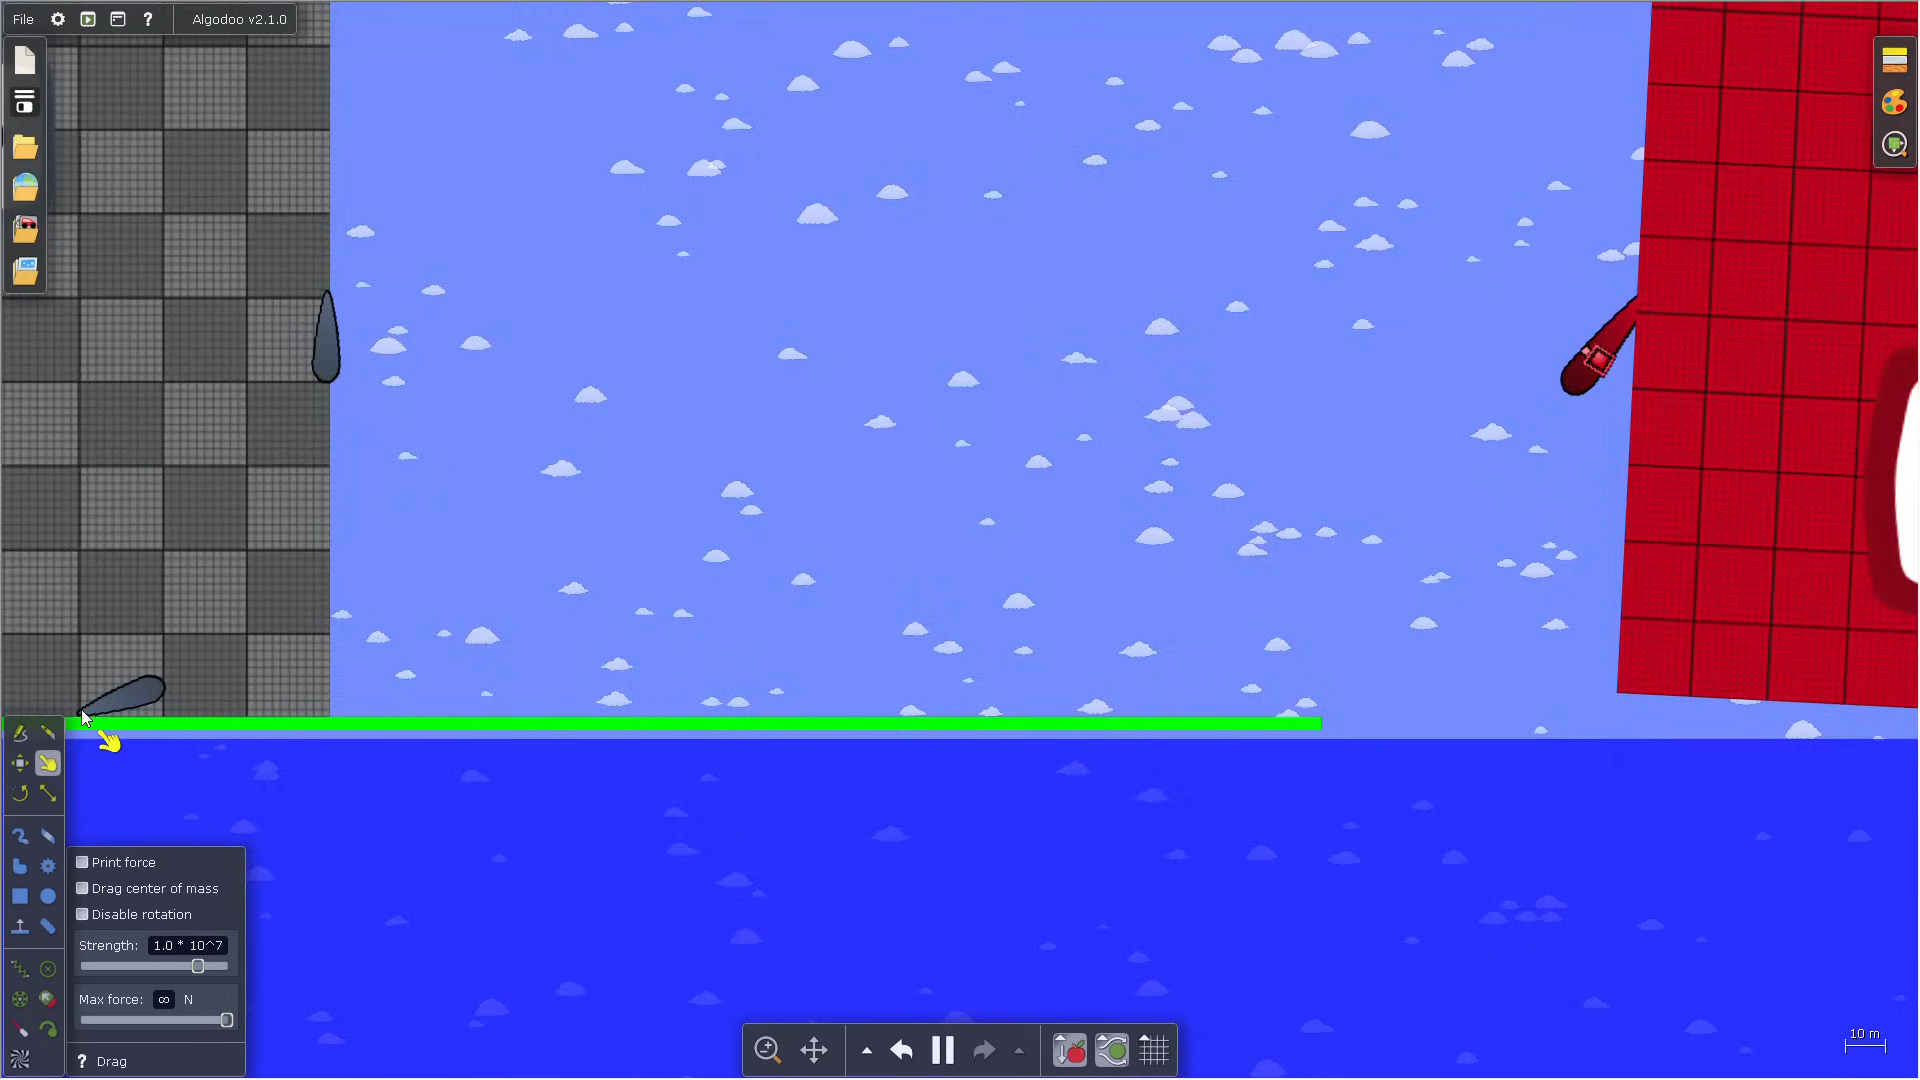 File ? Algodoo v2.1.0
Print force
Drag center of mass
Disable rotation
Strength: 1.0 * 10^7
Max force: ∞ N
? Drag
10 m